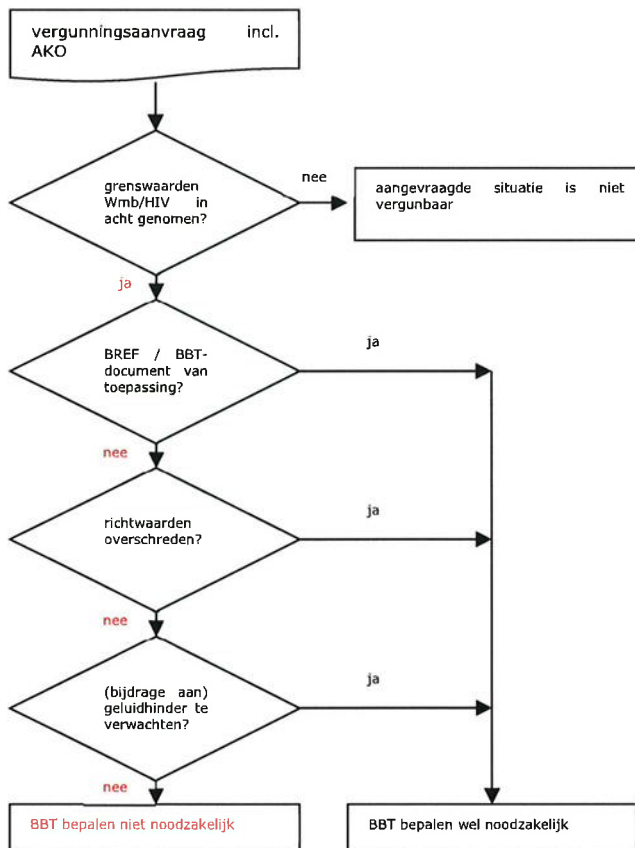 vergunningsaanvraag incl.
AKO
grenswaarden
Wmb/HIV in
acht genomen?
nee
aangevraagde situatie is niet
vergunbaar
ja
BREF / BBT-
document van
toepassing?
ja
nee
richtwaarden
overschreden?
ja
nee
(bijdrage aan)
geluidhinder te
verwachten?
ja
nee
BBT bepalen niet noodzakelijk
BBT bepalen wel noodzakelijk